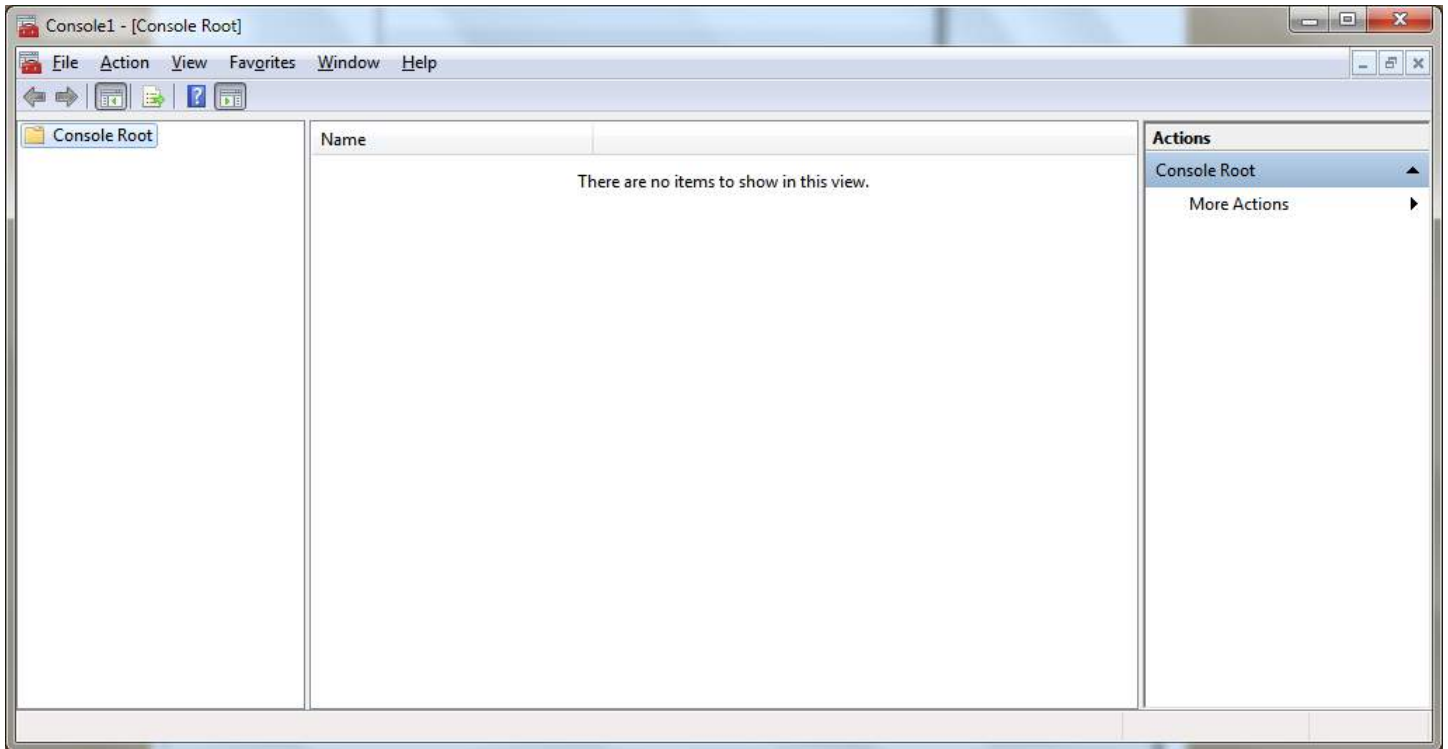 Console1 - [Console Root]
File Action View Favorites Window Help
Console Root
Name
There are no items to show in this view.
Actions
Console Root
More Actions